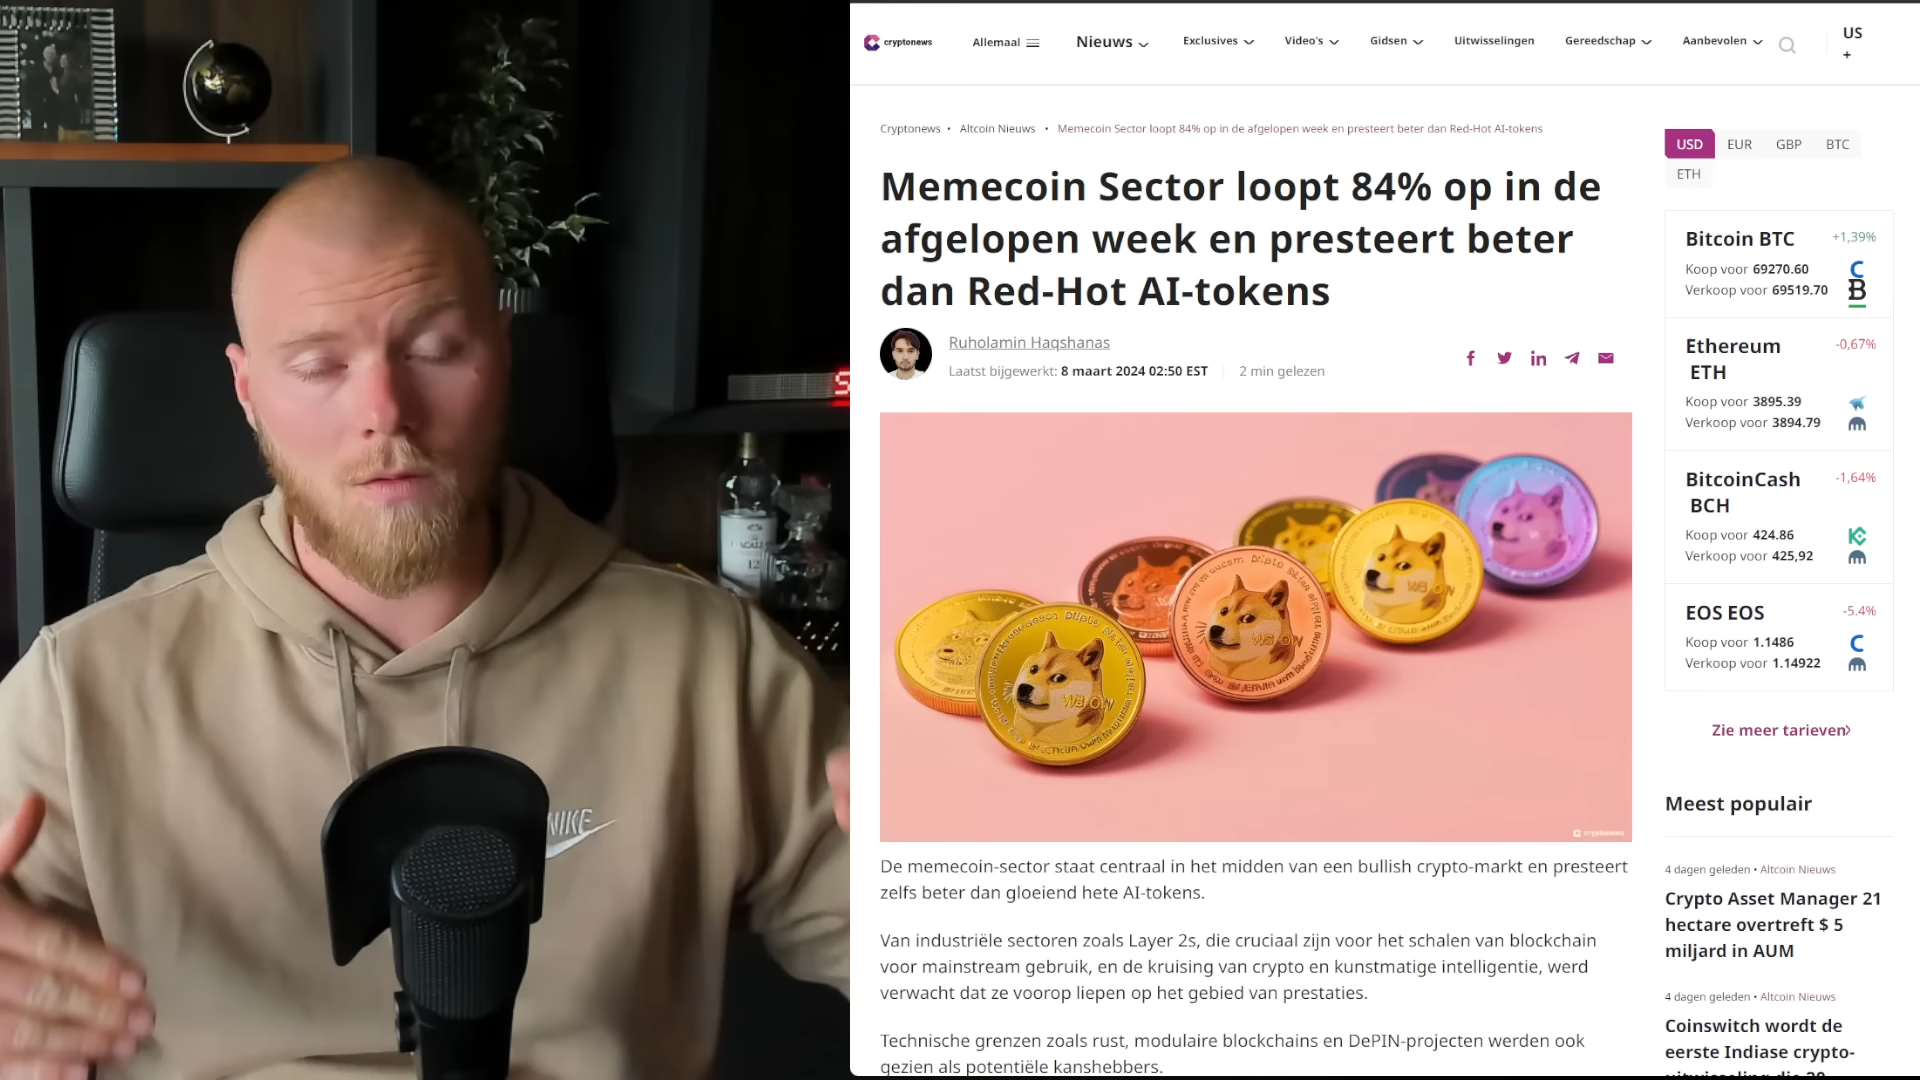 cryptonews
Allemaal
Nieuws
Exclusives
Video's
Gidsen
Uitwisselingen
Gereedschap
Aanbevolen
US
+
Cryptonews • Altcoin Nieuws • Memecoin Sector loopt 84% op in de afgelopen week en presteert beter dan Red-Hot AI-tokens
Memecoin Sector loopt 84% op in de
afgelopen week en presteert beter
dan Red-Hot AI-tokens
Ruholamin Haqshanas
Laatst bijgewerkt: 8 maart 2024 02:50 EST
2 min gelezen
cryptonews
De memecoin-sector staat centraal in het midden van een bullish crypto-markt en presteert
zelfs beter dan gloeiend hete AI-tokens.
Van industriële sectoren zoals Layer 2s, die cruciaal zijn voor het schalen van blockchain
voor mainstream gebruik, en de kruising van crypto en kunstmatige intelligentie, werd
verwacht dat ze voorop liepen op het gebied van prestaties.
Technische grenzen zoals rust, modulaire blockchains en DePIN-projecten werden ook
gezien als potentiële kanshebbers.
USD EUR GBP BTC
ETH
Bitcoin BTC +1,39%
Koop voor 69270.60
Verkoop voor 69519.70
Ethereum -0,67%
ETH
Koop voor 3895.39
Verkoop voor 3894.79
BitcoinCash -1,64%
BCH
Koop voor 424.86
Verkoop voor 425,92
EOS EOS -5.4%
Koop voor 1.1486
Verkoop voor 1.14922
Zie meer tarieven
Meest populair
4 dagen geleden • Altcoin Nieuws
Crypto Asset Manager 21
hectare overtreft $ 5
miljard in AUM
4 dagen geleden • Altcoin Nieuws
Coinswitch wordt de
eerste Indiase crypto-
NIKE
12